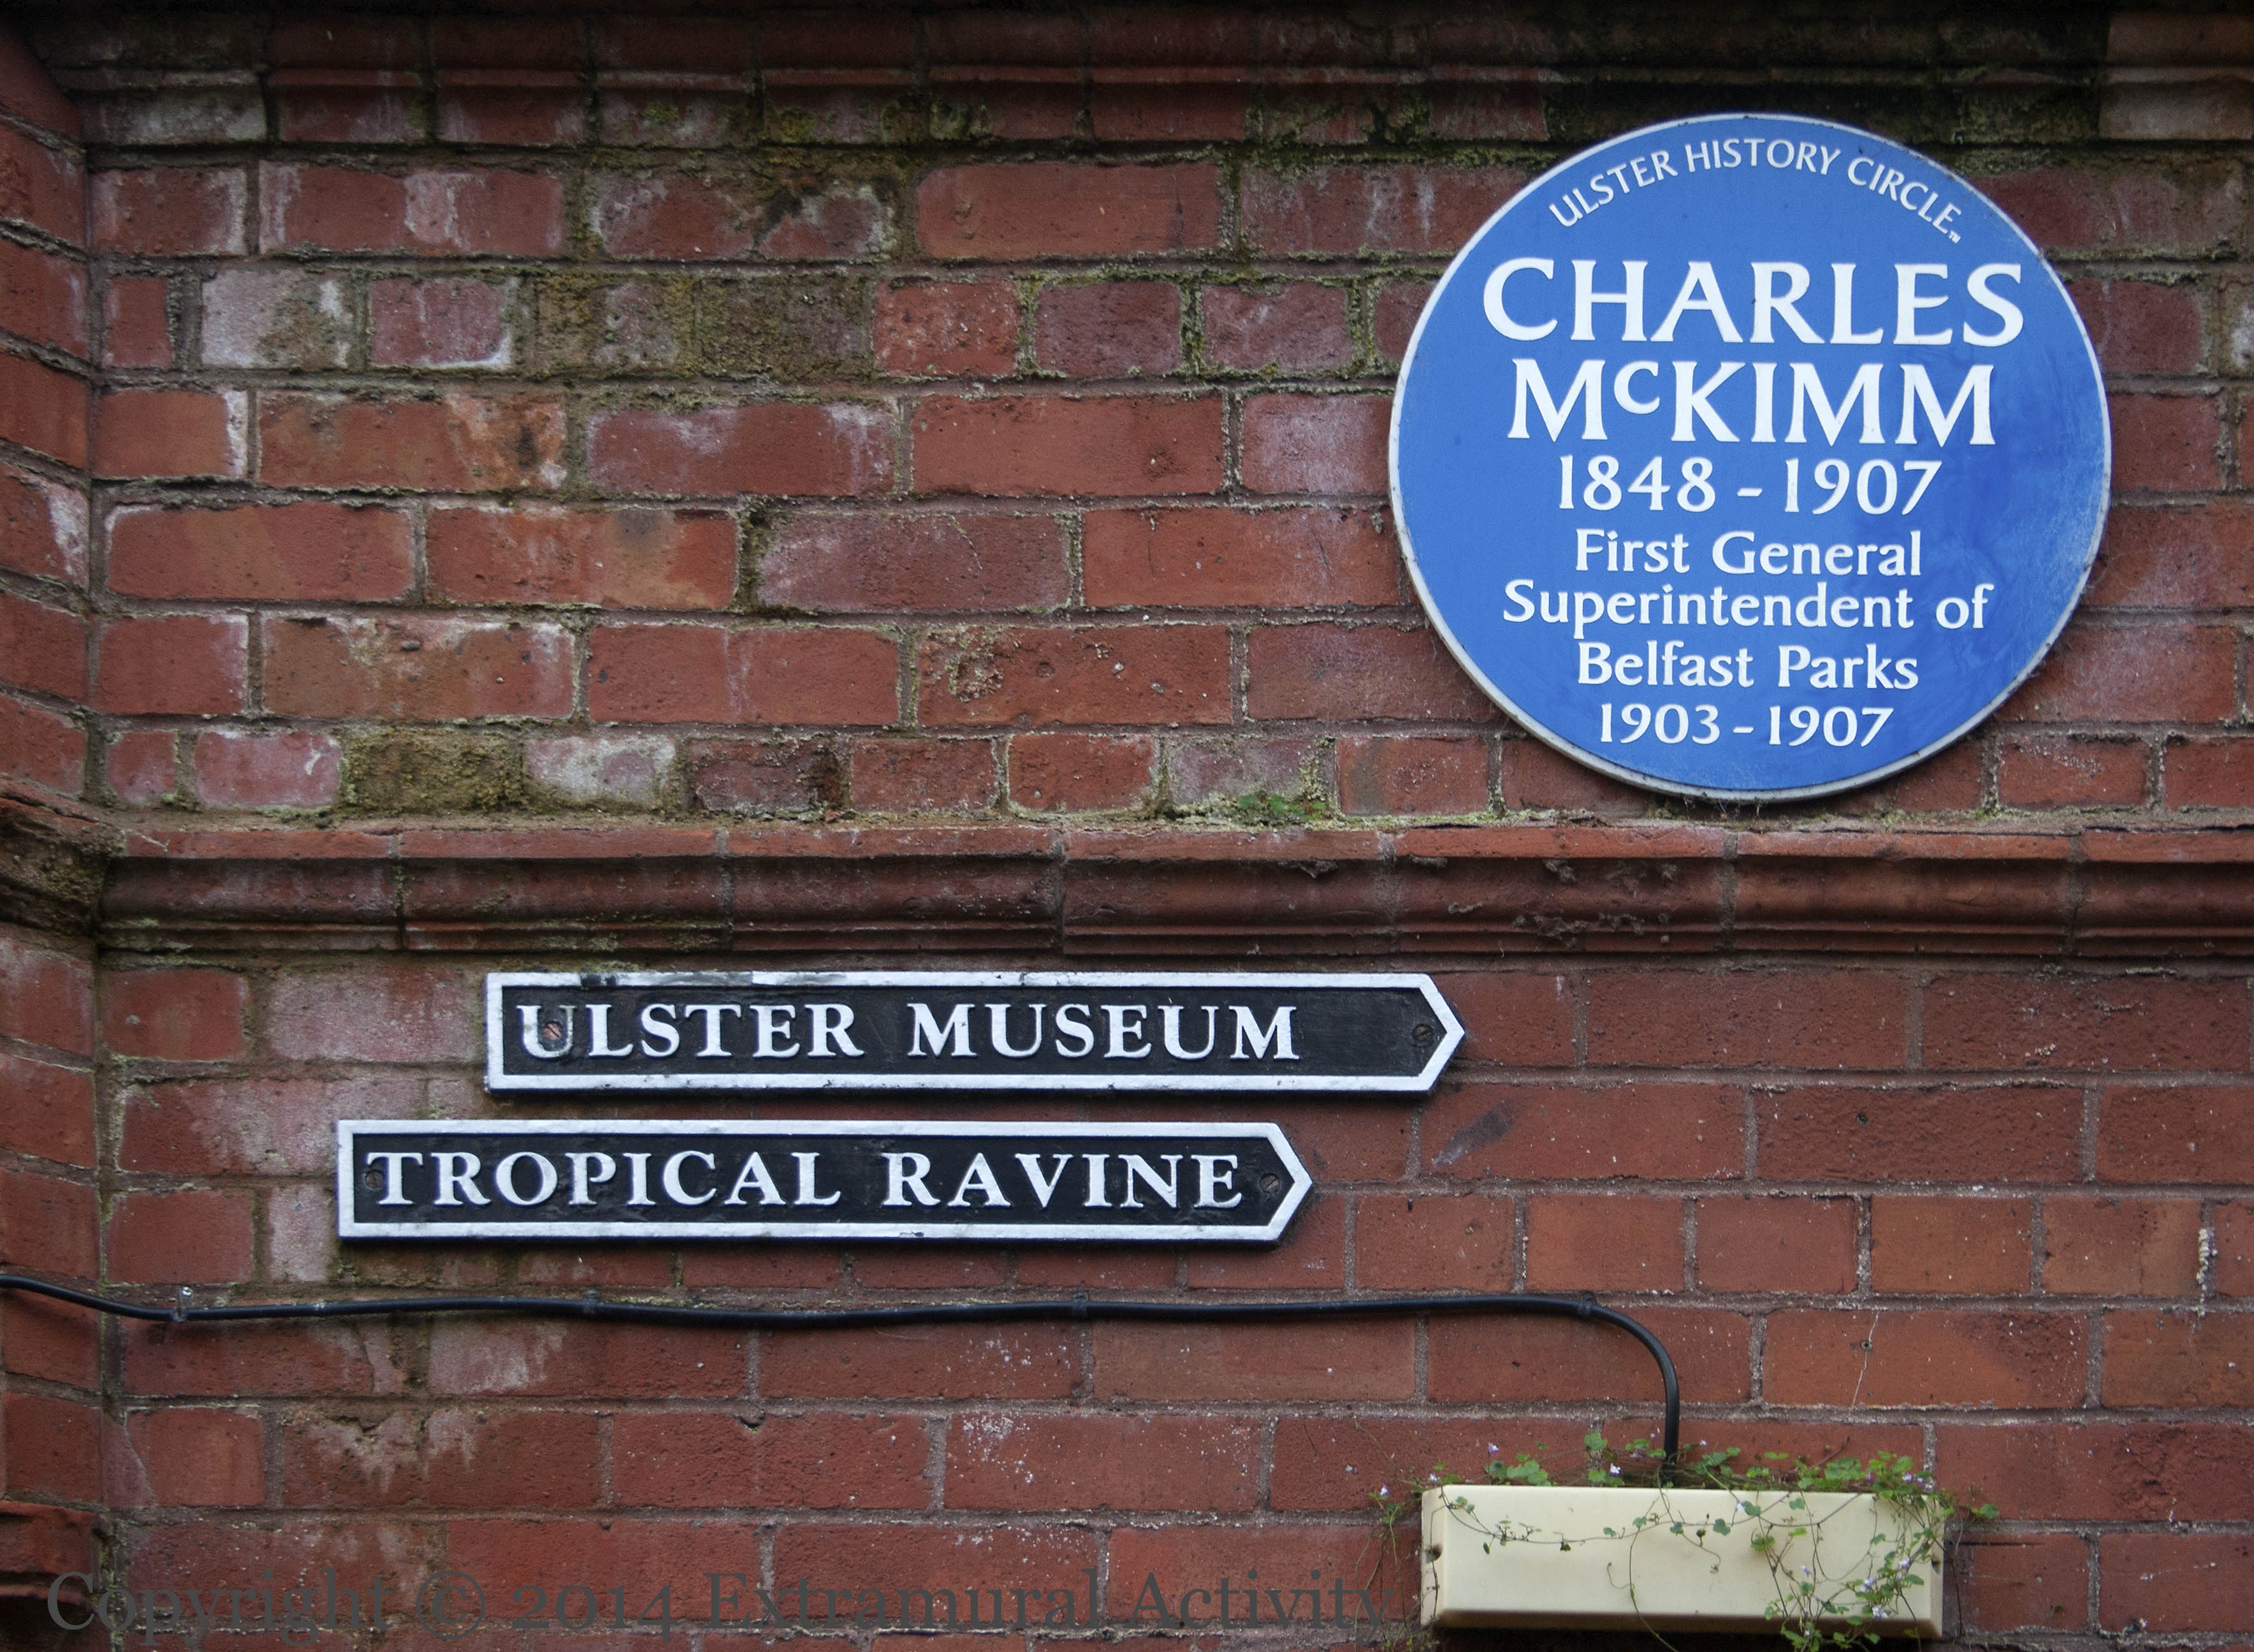 ULSTER HISTORY CIRCLE™
CHARLES
McKIMM
1848 - 1907
First General
Superintendent of
Belfast Parks
1903 - 1907
ULSTER MUSEUM
TROPICAL RAVINE
Copyright © 2014 Extramural Activity